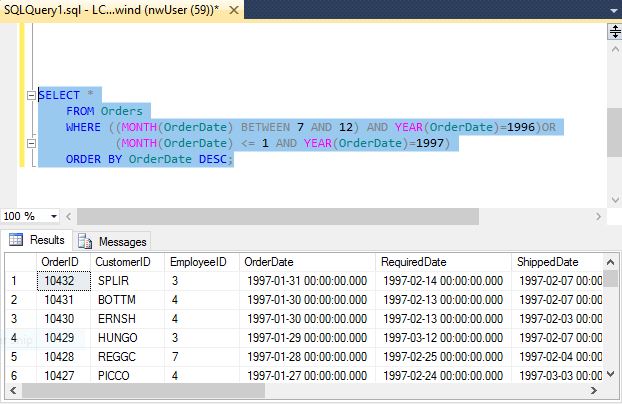 SQLQuery1.sql - LC...wind (nwUser (59))*
SELECT *
FROM Orders
WHERE ((MONTH(OrderDate) BETWEEN 7 AND 12) AND YEAR(OrderDate)=1996)OR
(MONTH(OrderDate) <= 1 AND YEAR(OrderDate)=1997)
ORDER BY OrderDate DESC;
100 %
Results Messages
OrderID CustomerID EmployeeID OrderDate RequiredDate ShippedDate
1 10432 SPLIR 3 1997-01-31 00:00:00.000 1997-02-14 00:00:00.000 1997-02-07 00:00
2 10431 BOTTM 4 1997-01-30 00:00:00.000 1997-02-13 00:00:00.000 1997-02-07 00:00
3 10430 ERNSH 4 1997-01-30 00:00:00.000 1997-02-13 00:00:00.000 1997-02-03 00:00
4 10429 HUNGO 3 1997-01-29 00:00:00.000 1997-03-12 00:00:00.000 1997-02-07 00:00
5 10428 REGGC 7 1997-01-28 00:00:00.000 1997-02-25 00:00:00.000 1997-02-04 00:00
6 10427 PICCO 4 1997-01-27 00:00:00.000 1997-02-24 00:00:00.000 1997-03-03 00:00